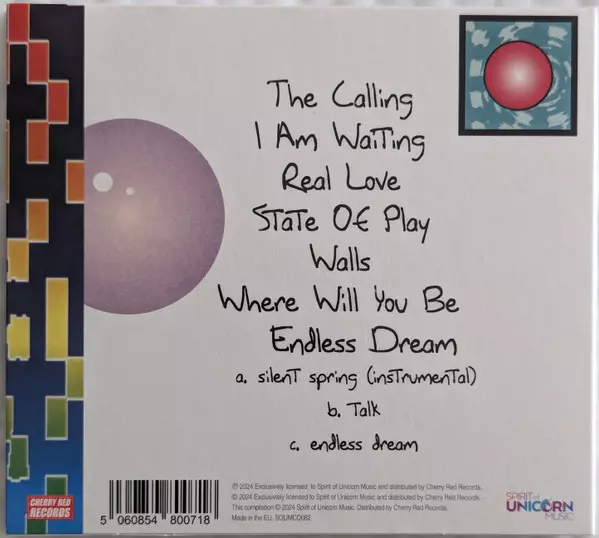 The Calling
I Am Waiting
Real Love
State Of Play
Walls
Where Will You Be
Endless Dream
a. silent spring (instrumental)
b. Talk
c. endless dream
℗ 2024 Exclusively licensed to Spirit of Unicorn Music and distributed by Cherry Red Records.
© 2024 Exclusively licensed to Spirit of Unicorn Music and distributed by Cherry Red Records.
This compilation © 2024 Spirit Of Unicorn Music. Distributed by Cherry Red Records.
Made in the EU.
CHERRY RED
RECORDS
5 060854 800718
SPIRIT of
UNICORN
MUSIC